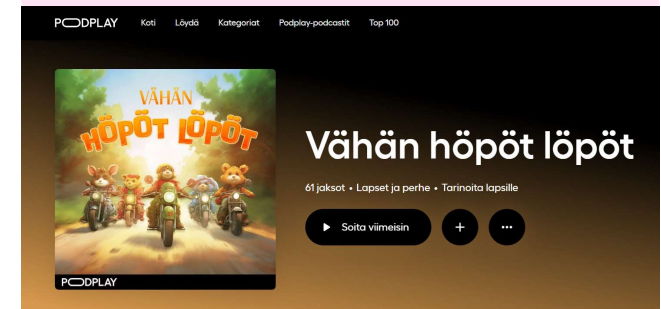 PODPLAY Koti Löydä Kategoriat Podplay-podcastit Top 100
VÄHÄN
HÖPÖT LÖPÖT
PODPLAY
Vähän höpöt löpöt
61 jaksot • Lapset ja perhe • Tarinoita lapsille
Soita viimeisin